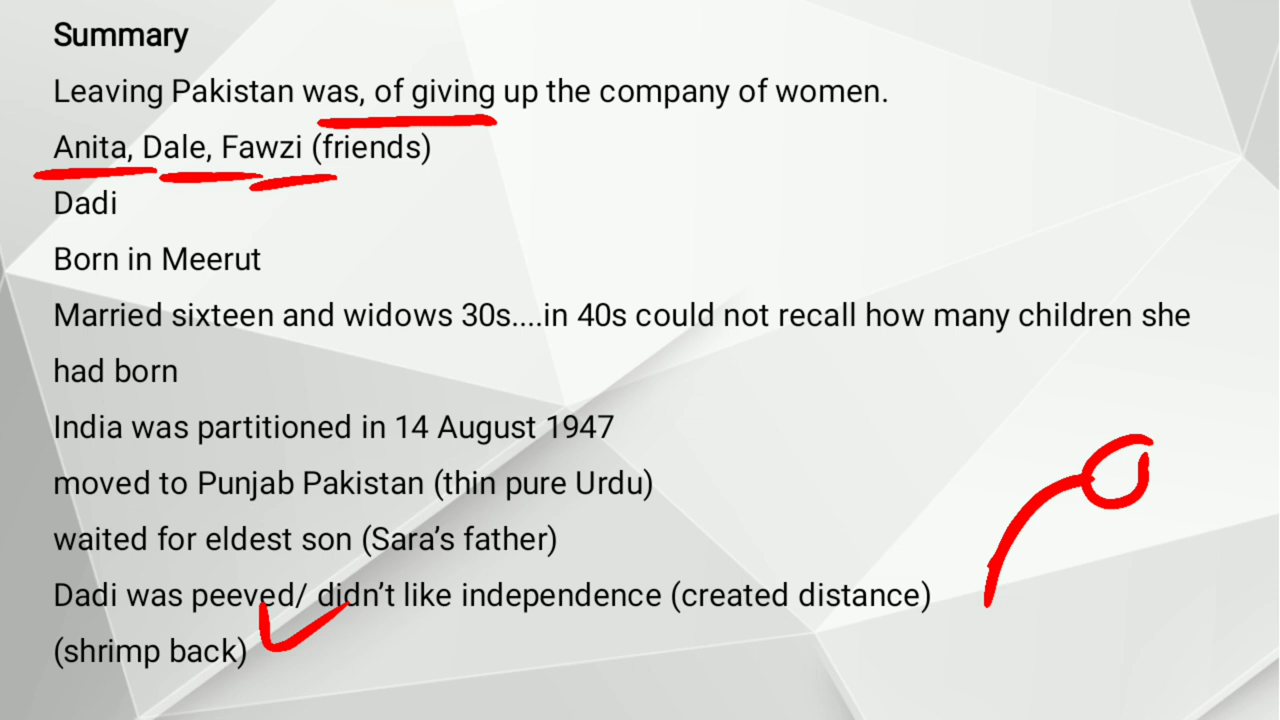 Summary
Leaving Pakistan was, of giving up the company of women.
Anita, Dale, Fawzi (friends)
Dadi
Born in Meerut
Married sixteen and widows 30s....in 40s could not recall how many children she
had born
India was partitioned in 14 August 1947
moved to Punjab Pakistan (thin pure Urdu)
waited for eldest son (Sara’s father)
Dadi was peeved/ didn’t like independence (created distance)
(shrimp back)